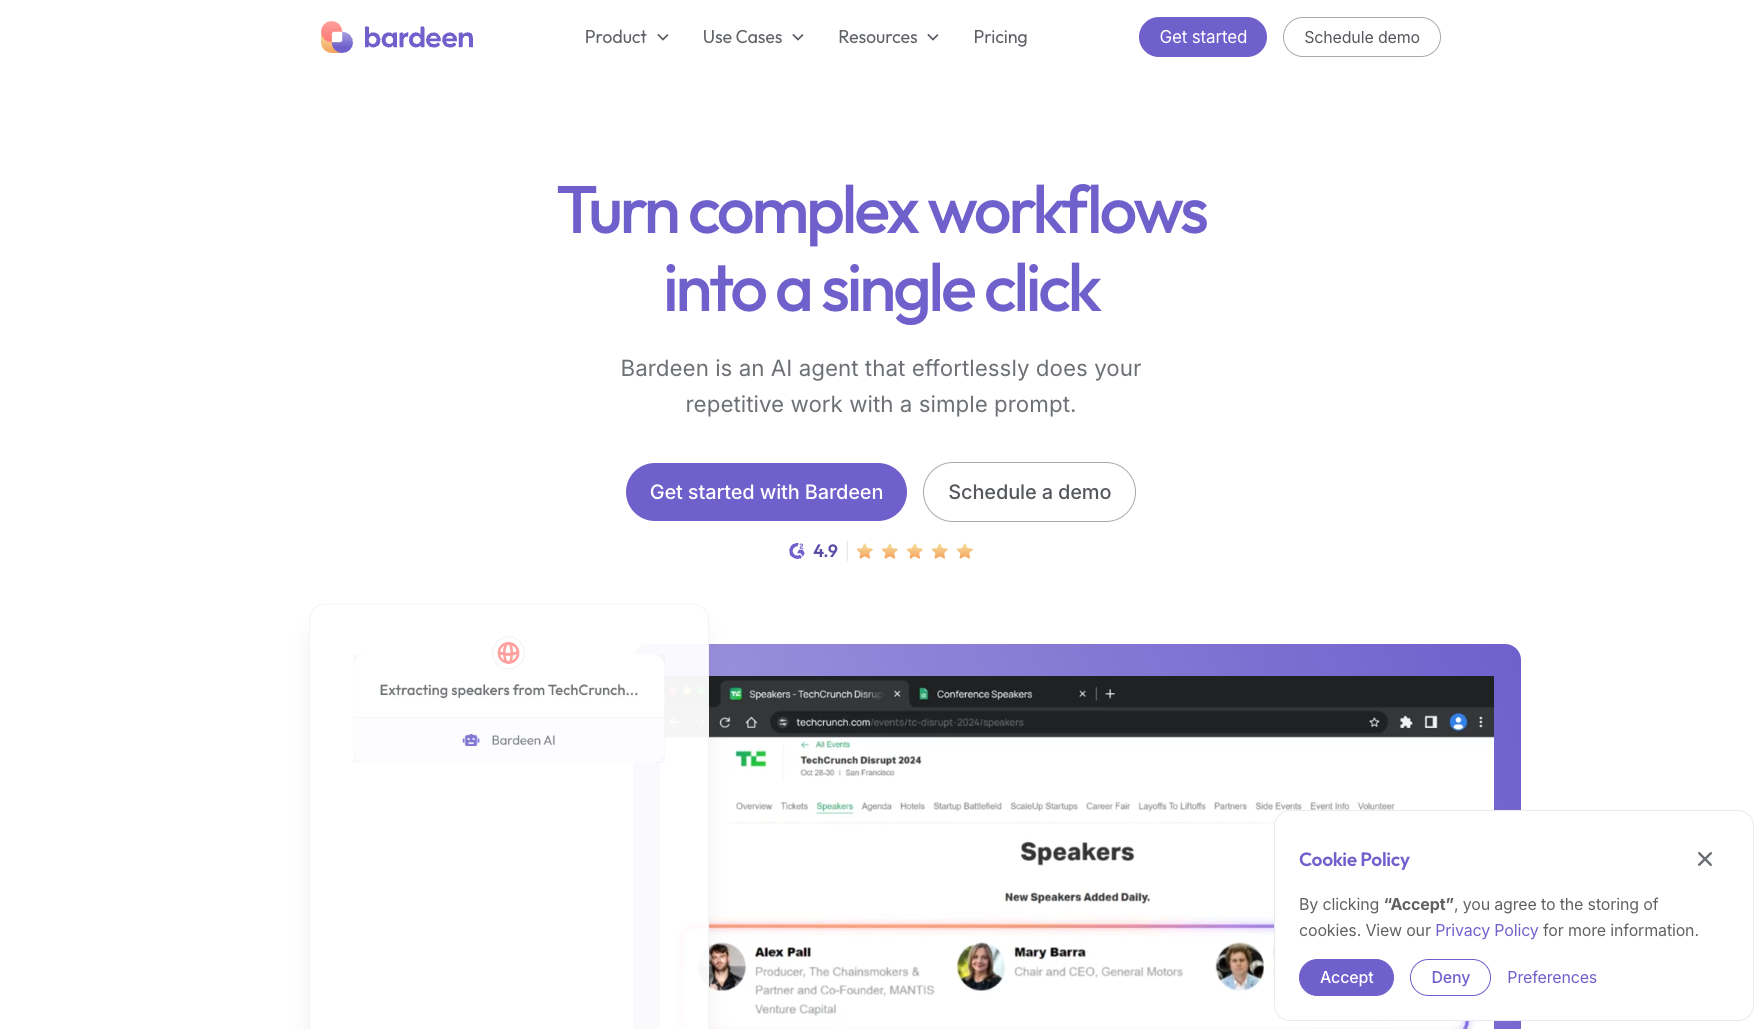 bardeen
Product
Use Cases
Resources
Pricing
Get started
Schedule demo
Turn complex workflows
into a single click
Bardeen is an AI agent that effortlessly does your
repetitive work with a simple prompt.
Get started with Bardeen
Schedule a demo
4.9
Extracting speakers from TechCrunch...
Bardeen AI
Speakers - TechCrunch Disrup
Conference Speakers
techcrunch.com/events/tc-disrupt-2024/speakers
← All Events
TC
TechCrunch Disrupt 2024
Oct 28-30 | San Francisco
Overview Tickets Speakers Agenda Hotels Startup Battlefield ScaleUp Startups Career Fair Layoffs To Liftoffs Partners Side Events Event Info Volunteer
Speakers
New Speakers Added Daily.
Alex Pall
Producer, The Chainsmokers &
Partner and Co-Founder, MANTIS
Venture Capital
Mary Barra
Chair and CEO, General Motors
Cookie Policy
By clicking “Accept”, you agree to the storing of
cookies. View our Privacy Policy for more information.
Accept
Deny
Preferences